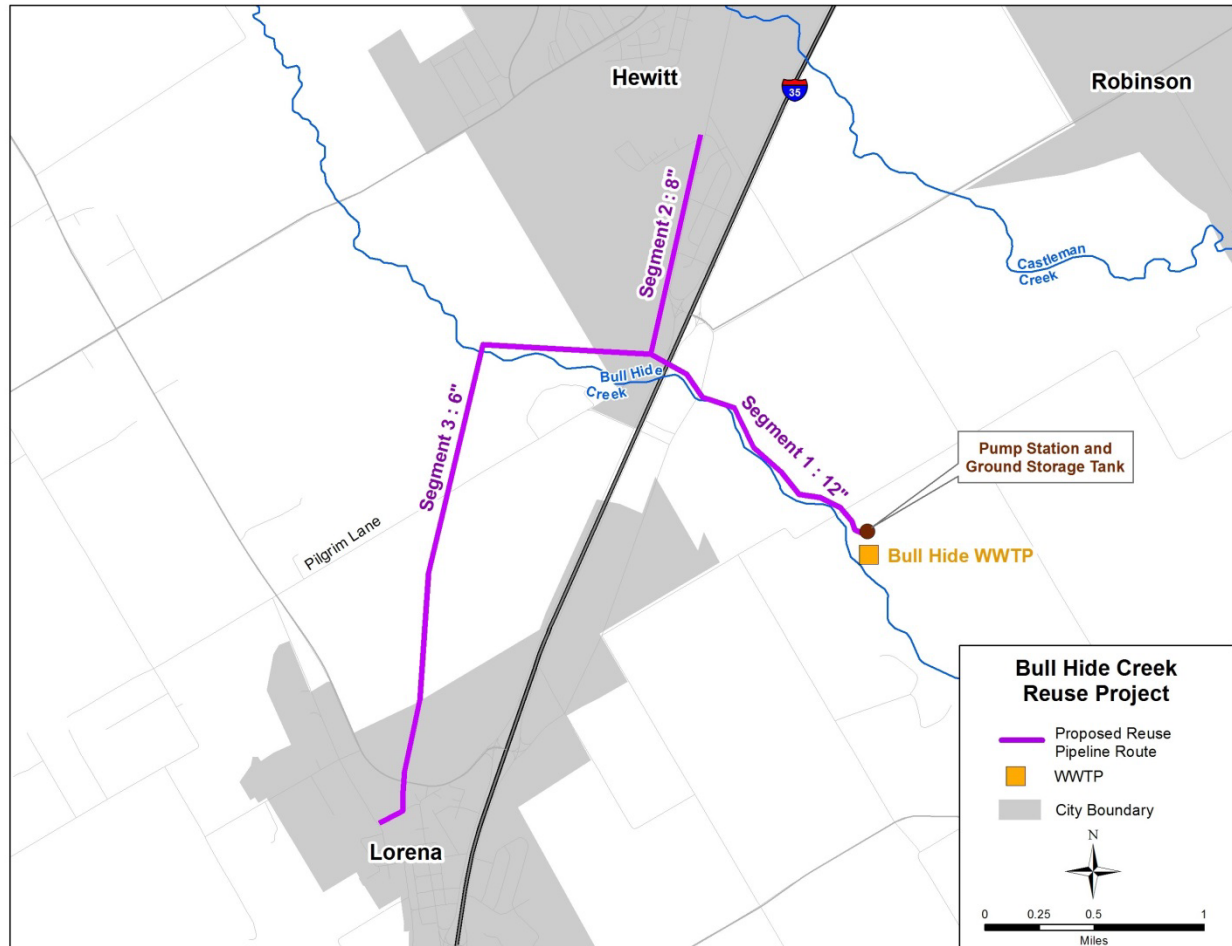 Hewitt
35
Robinson
Segment 2 : 8"
Castleman
Creek
Bull Hide
Creek
Segment 3 : 6"
Segment 1 : 12"
Pump Station and
Ground Storage Tank
Pilgrim Lane
Bull Hide WWTP
Lorena
Bull Hide Creek
Reuse Project
Proposed Reuse
Pipeline Route
WWTP
City Boundary
N
0 0.25 0.5 1
Miles